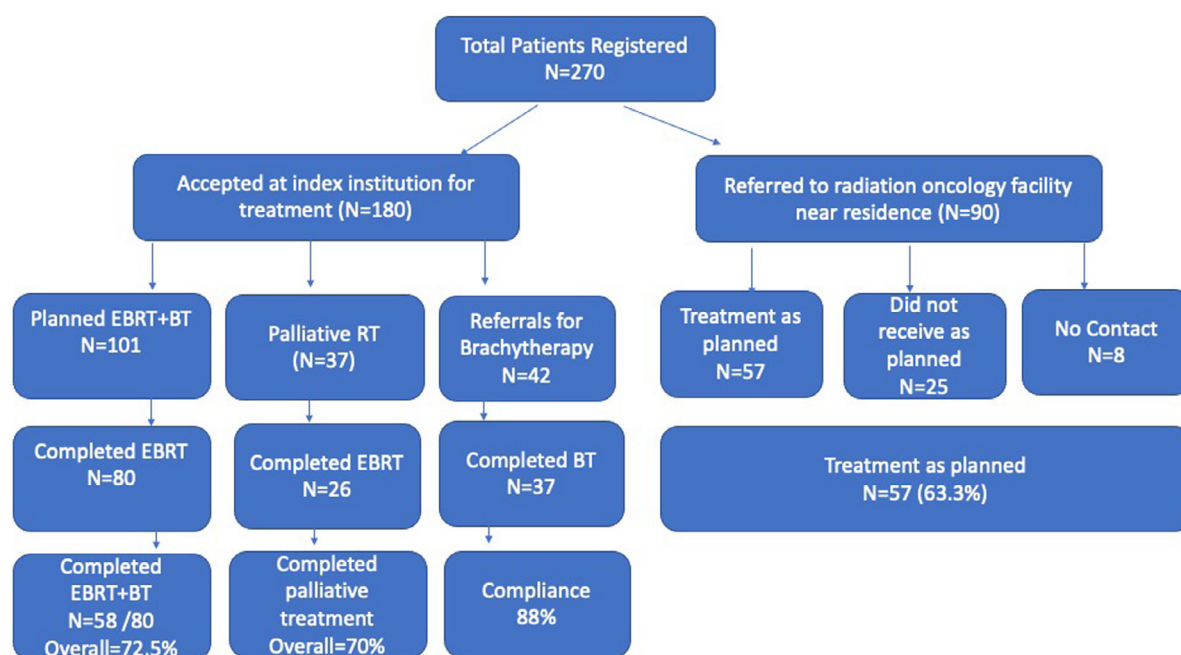 Total Patients Registered
N=270
Accepted at index institution for
treatment (N=180)
Referred to radiation oncology facility
near residence (N=90)
Planned EBRT+BT
N=101
Palliative RT
(N=37)
Referrals for
Brachytherapy
N=42
Treatment as
planned
N=57
Did not
receive as
planned
N=25
No Contact
N=8
Completed EBRT
N=80
Completed EBRT
N=26
Completed BT
N=37
Treatment as planned
N=57 (63.3%)
Completed
EBRT+BT
N=58 /80
Overall=72.5%
Completed
palliative
treatment
Overall=70%
Compliance
88%